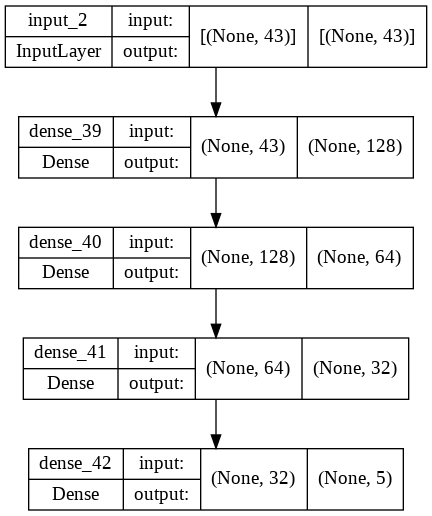 input_2 input: [(None, 43)] [(None, 43)]
InputLayer output:
dense_39 input: (None, 43) (None, 128)
Dense output:
dense_40 input: (None, 128) (None, 64)
Dense output:
dense_41 input: (None, 64) (None, 32)
Dense output:
dense_42 input: (None, 32) (None, 5)
Dense output: